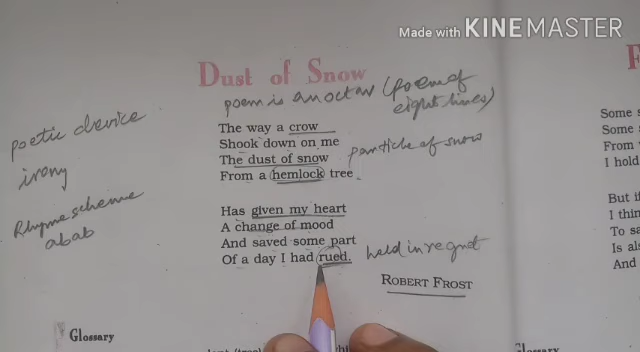 Made with KINEMASTER
Dust of Snow
poem is an octav (poem of
eight lines)
poetic device
irony
Rhyme scheme
abab
The way a crow
Shook down on me
The dust of snow particle of snow
From a hemlock tree
Has given my heart
A change of mood
And saved some part
Of a day I had rued. held in regret
ROBERT FROST
Glossary
F
Some s
Some
From
I hold
But if
I thin
To sa
Is als
And
Glossary